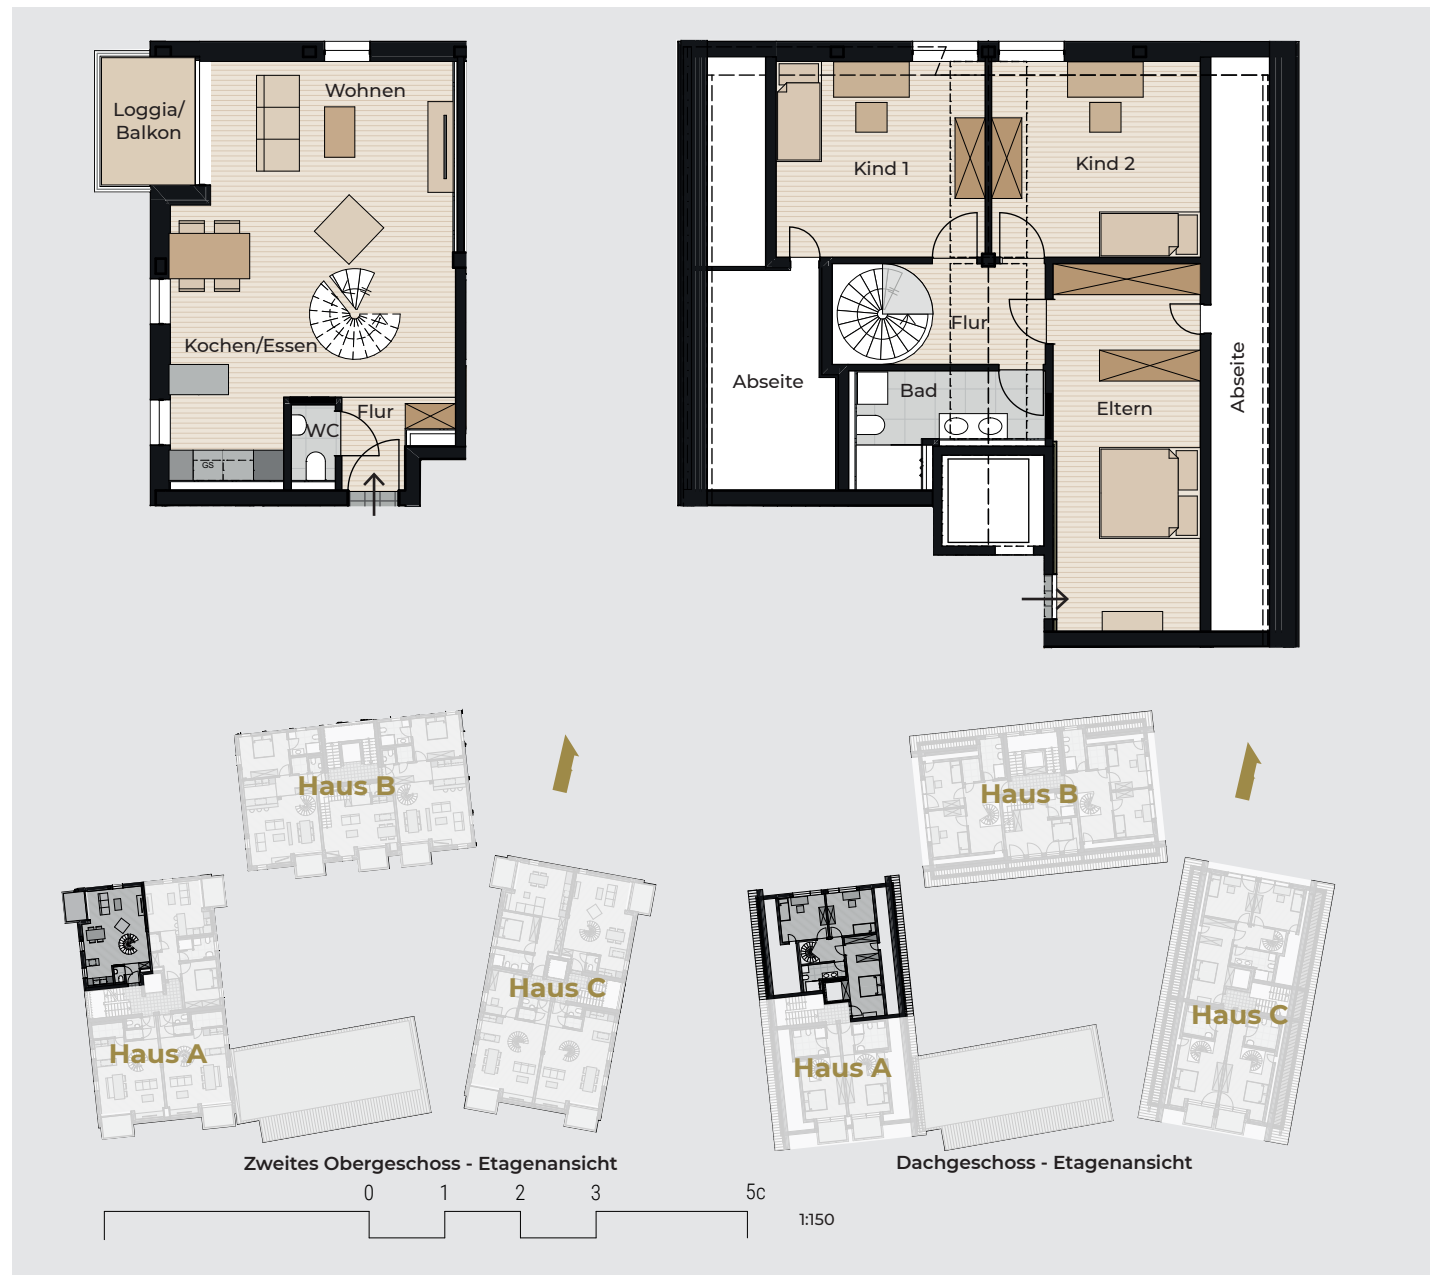 Loggia/
Balkon
Wohnen
Kochen/Essen
Flur
WC
GS
Kind 1
Kind 2
Flur
Abseite
Bad
Eltern
Abseite
Haus B
Haus B
Haus C
Haus C
Haus A
Haus A
Zweites Obergeschoss - Etagenansicht
Dachgeschoss - Etagenansicht
0 1 2 3 5c
1:150